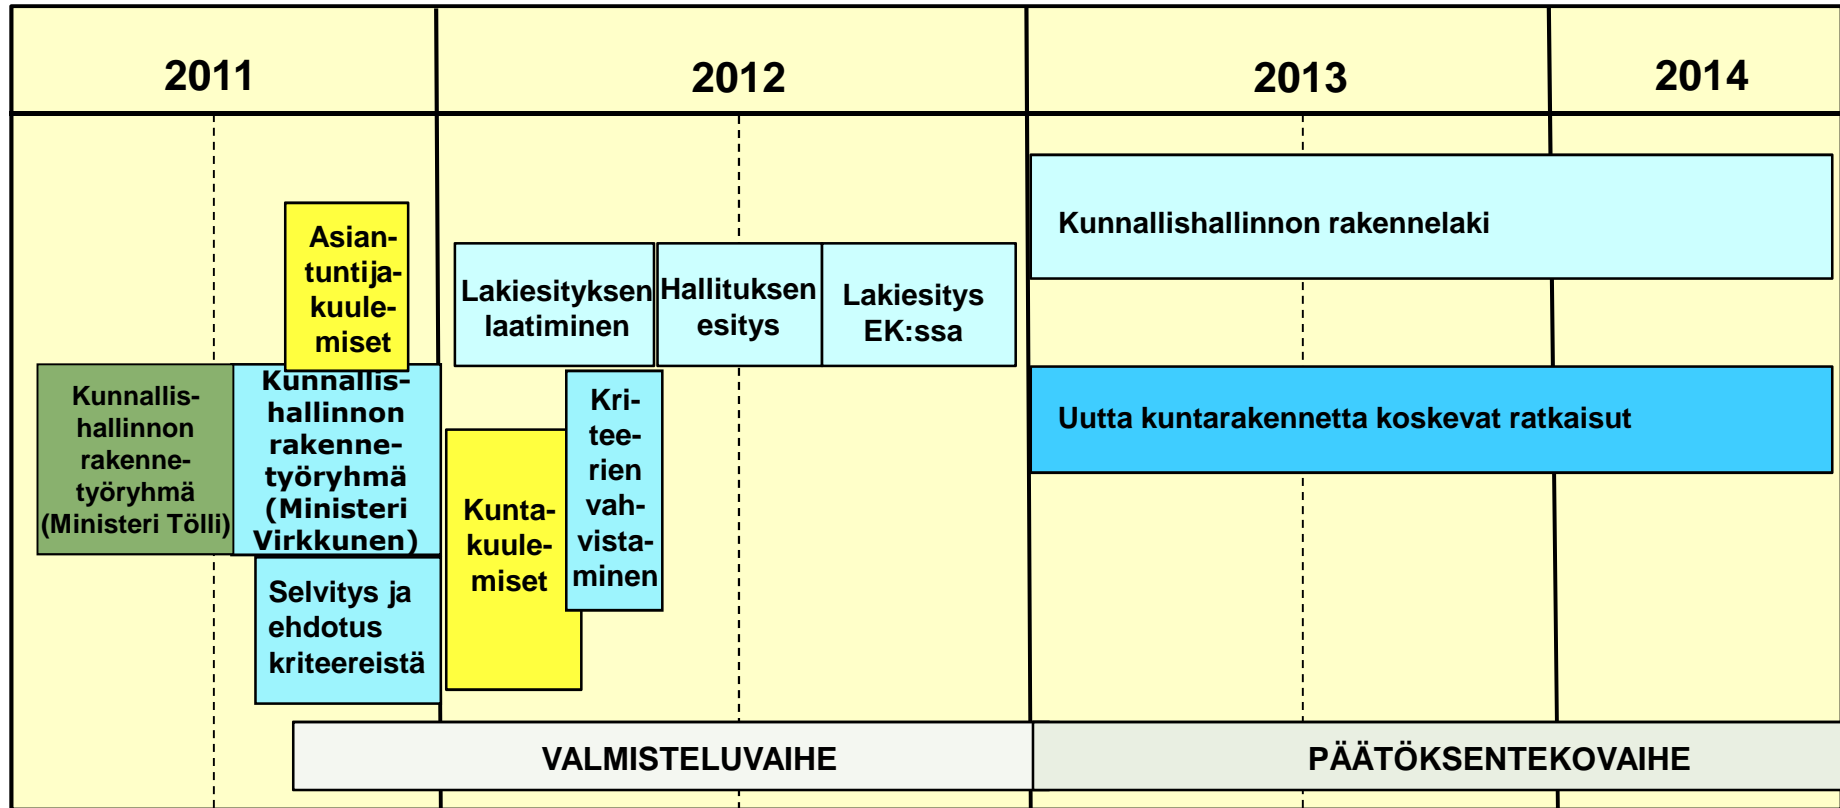 2011
2012
2013
2014
Asian-
tuntija-
kuule-
miset
Kunnallis-
hallinnon
rakenne-
työryhmä
(Ministeri Tölli)
Kunnallis-
hallinnon
rakenne-
työryhmä
(Ministeri
Virkkunen)
Selvitys ja
ehdotus
kriteereistä
Lakiesityksen
laatiminen
Hallituksen
esitys
Lakiesitys
EK:ssa
Kunta-
kuule-
miset
Kri-
tee-
rien
vah-
vista-
minen
Kunnallishallinnon rakennelaki
Uutta kuntarakennetta koskevat ratkaisut
VALMISTELUVAIHE
PÄÄTÖKSENTEKOVAIHE